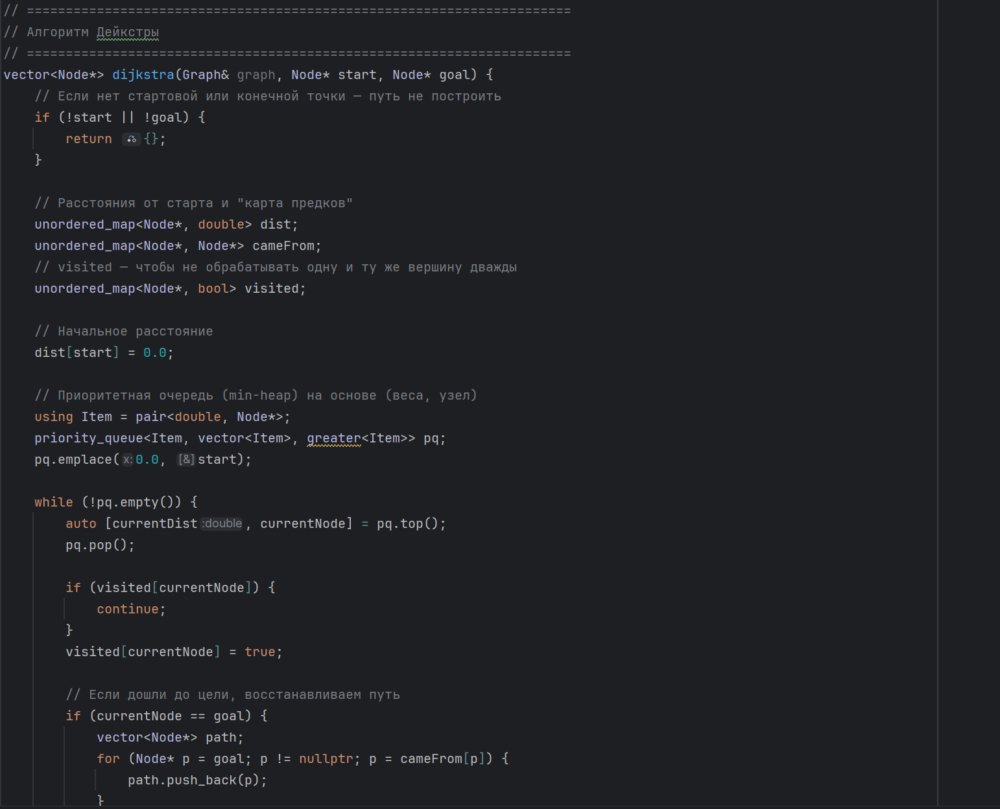 // ======================================================================
// Алгоритм Дейкстры
// ======================================================================
vector<Node*> dijkstra(Graph& graph, Node* start, Node* goal) {
    // Если нет стартовой или конечной точки — путь не построить
    if (!start || !goal) {
        return {};
    }
    // Расстояния от старта и "карта предков"
    unordered_map<Node*, double> dist;
    unordered_map<Node*, Node*> cameFrom;
    // visited — чтобы не обрабатывать одну и ту же вершину дважды
    unordered_map<Node*, bool> visited;
    // Начальное расстояние
    dist[start] = 0.0;
    // Приоритетная очередь (min-heap) на основе (веса, узел)
    using Item = pair<double, Node*>;
    priority_queue<Item, vector<Item>, greater<Item>> pq;
    pq.emplace(x:0.0, [&]start);
    while (!pq.empty()) {
        auto [currentDist:double, currentNode] = pq.top();
        pq.pop();
        if (visited[currentNode]) {
            continue;
        }
        visited[currentNode] = true;
        // Если дошли до цели, восстанавливаем путь
        if (currentNode == goal) {
            vector<Node*> path;
            for (Node* p = goal; p != nullptr; p = cameFrom[p]) {
                path.push_back(p);
            }